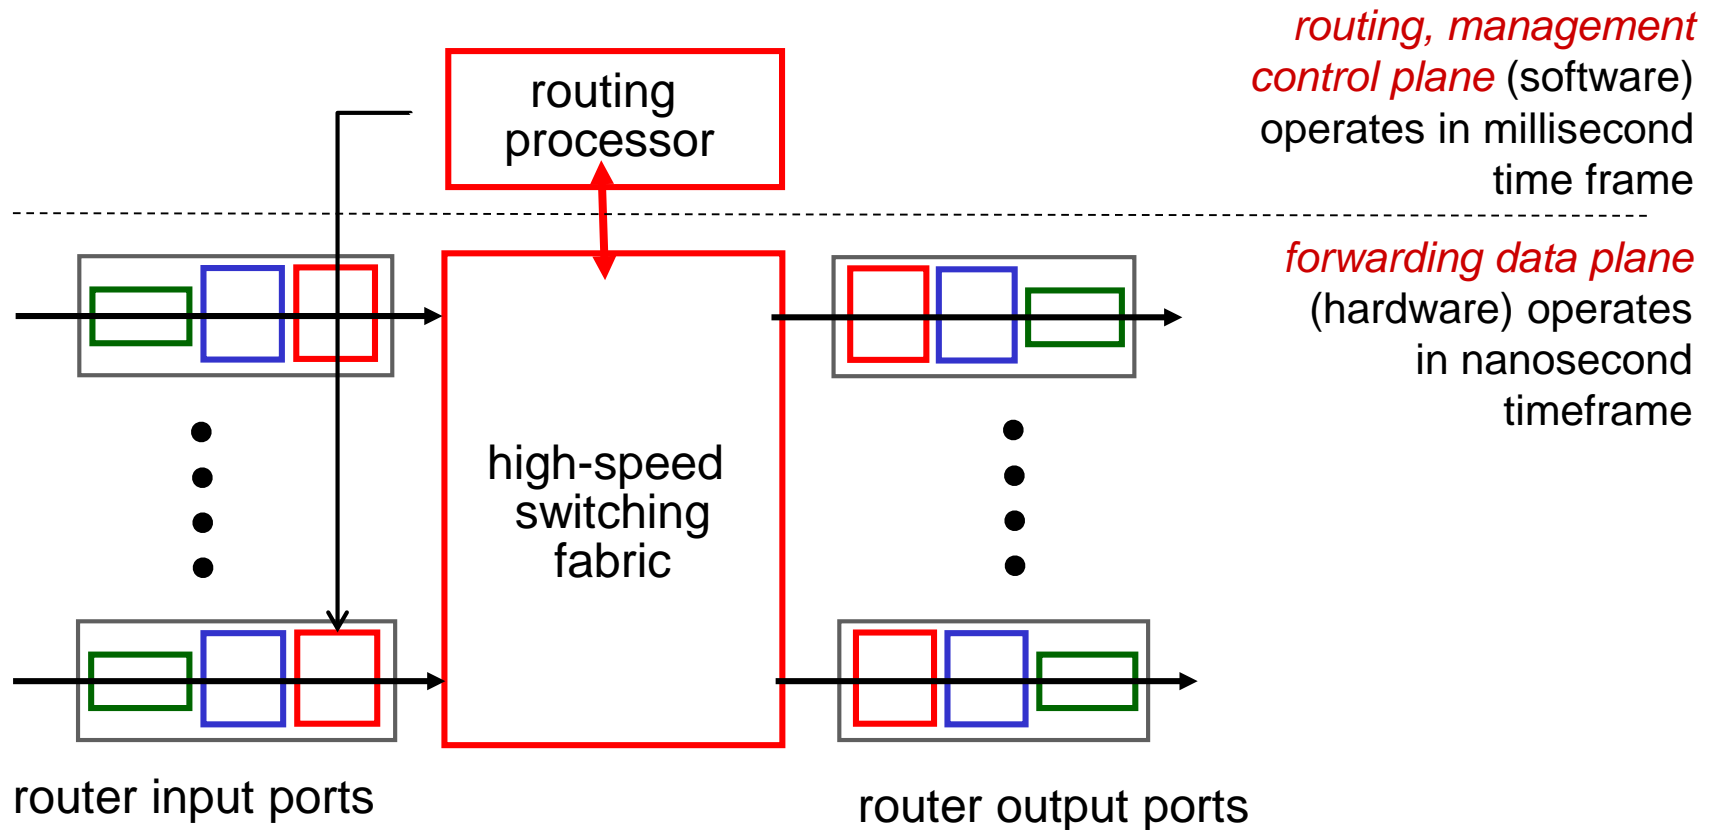 routing, management
control plane (software)
operates in millisecond
time frame
routing
processor
forwarding data plane
(hardware) operates
in nanosecond
timeframe
high-speed
switching
fabric
router input ports
router output ports